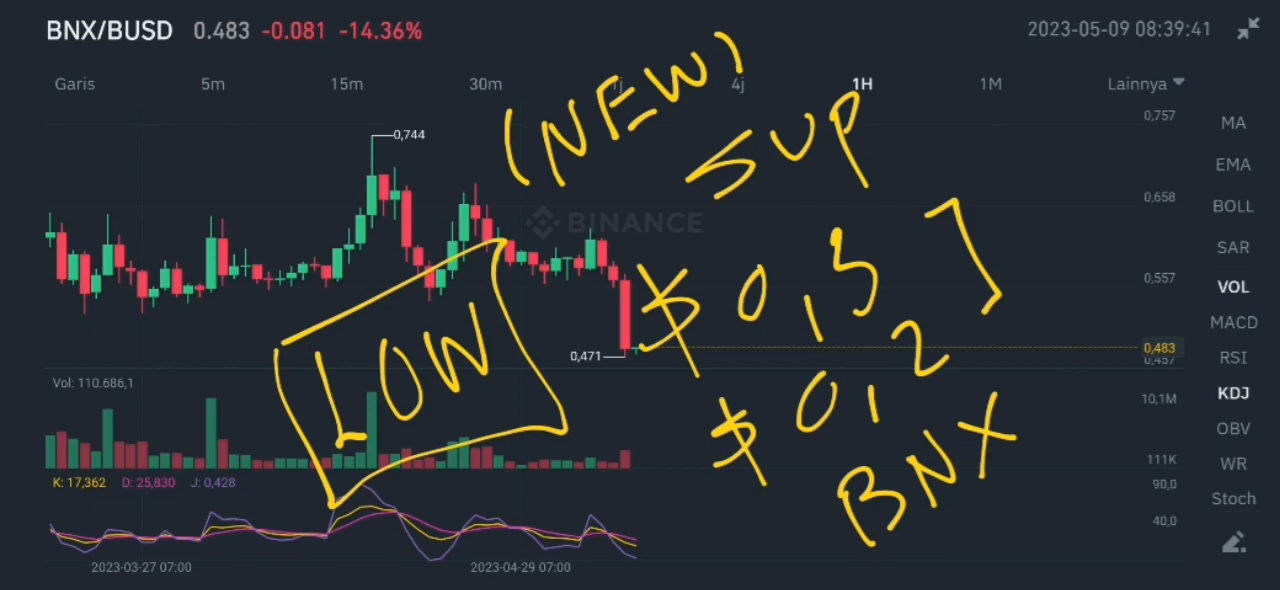 BNX/BUSD 0.483 -0.081 -14.36% 2023-05-09 08:39:41
Garis 5m 15m 30m 1j 4j 1H 1M Lainnya
(NEW)
SUP
$ 0,3
$ 0,2
BNX
LOW
0,744
BINANCE
0,471
0,757
0,658
0,557
0,483
0,457
Vol: 110.686,1
10,1M
111K
K: 17,362 D: 25,830 J: 0,428
90,0
40,0
2023-03-27 07:00 2023-04-29 07:00
MA
EMA
BOLL
SAR
VOL
MACD
RSI
KDJ
OBV
WR
Stoch